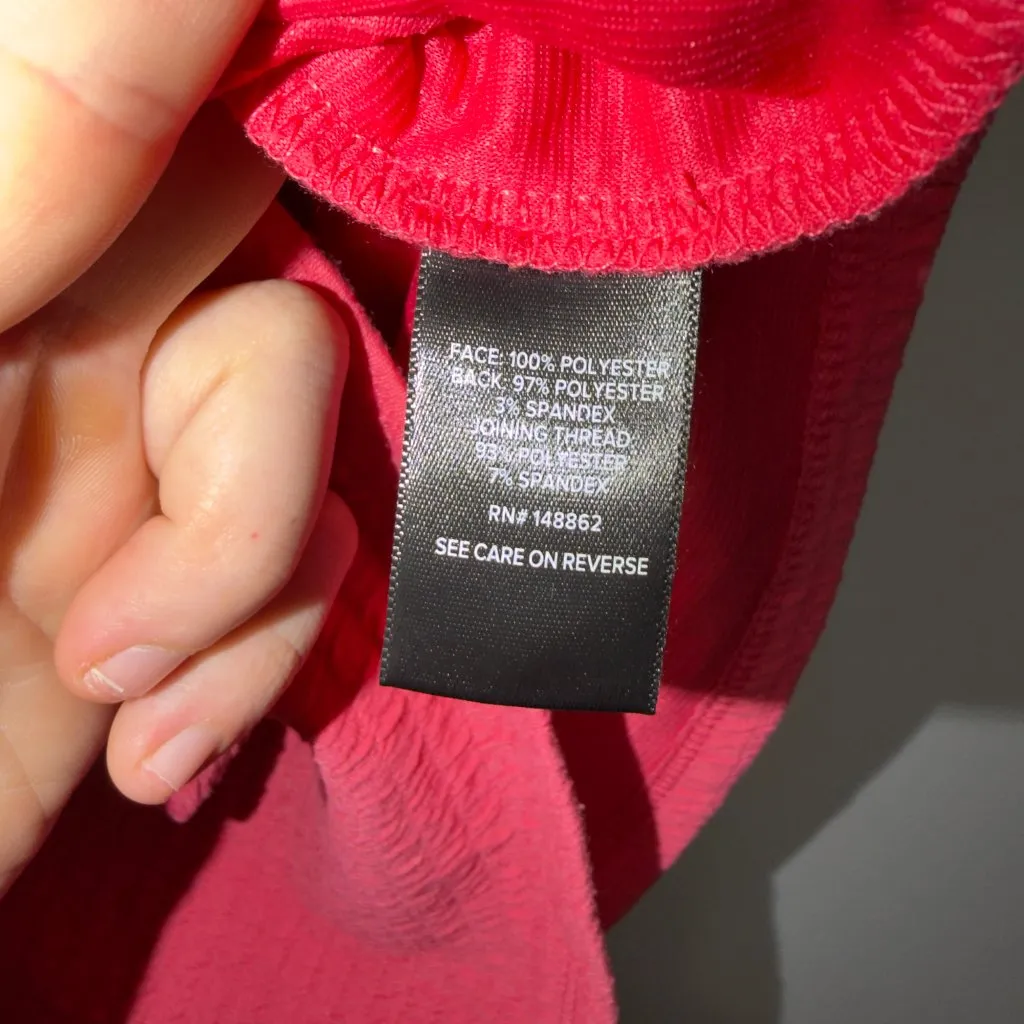 FACE: 100% POLYESTER
BACK: 97% POLYESTER
3% SPANDEX
JOINING THREAD
93% POLYESTER
7% SPANDEX
RN# 148862
SEE CARE ON REVERSE